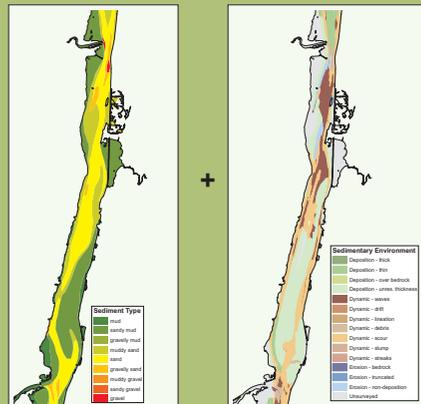 +
Sediment Type
mud
sandy mud
gravelly mud
muddy sand
sand
gravelly sand
muddy gravel
sandy gravel
gravel
Sedimentary Environment
Deposition - thick
Deposition - thin
Deposition - over bedrock
Deposition - unres. thickness
Dynamic - waves
Dynamic - drift
Dynamic - lineation
Dynamic - debris
Dynamic - scour
Dynamic - slump
Dynamic - streaks
Erosion - bedrock
Erosion - truncated
Erosion - non-deposition
Unsurveyed